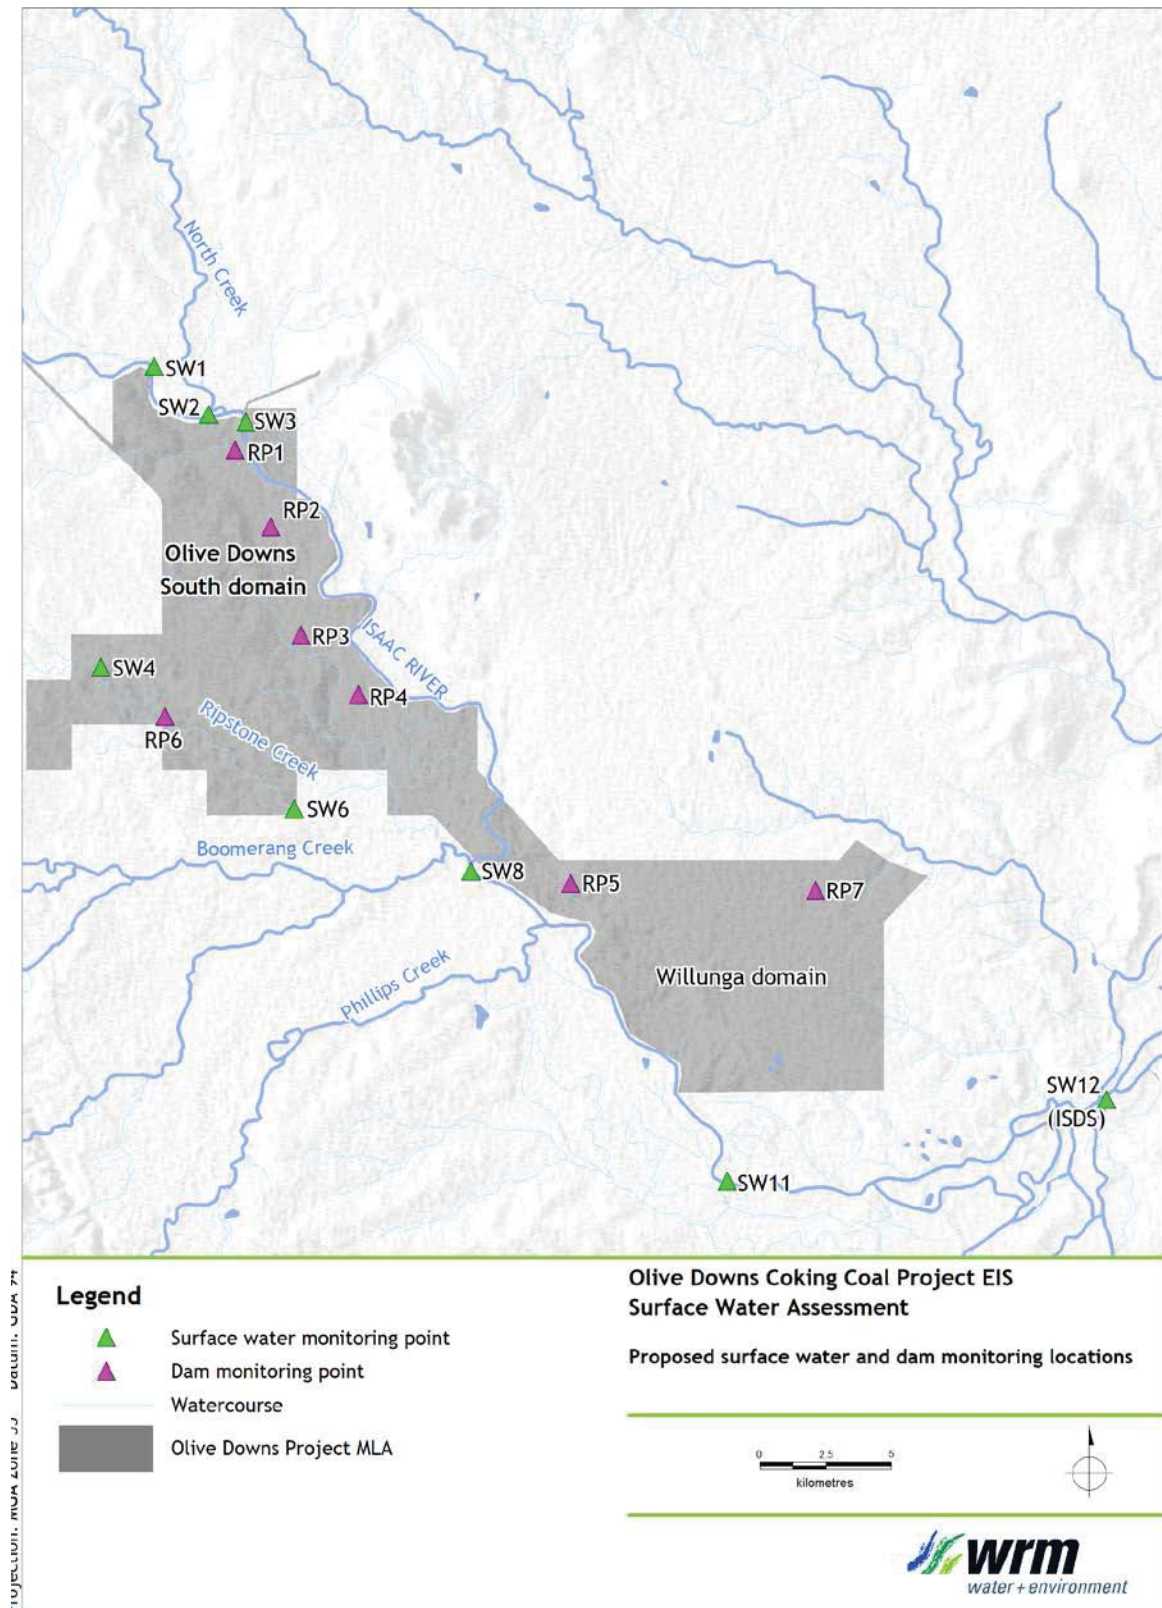 North Creek
SW1
SW2
SW3
RP1
RP2
Olive Downs
South domain
RP3
ISAAC RIVER
SW4
RP4
Ripstone Creek
RP6
SW6
Boomerang Creek
SW8
RP5
RP7
Phillips Creek
Willunga domain
SW12
(ISDS)
SW11
Legend
Surface water monitoring point
Dam monitoring point
Watercourse
Olive Downs Project MLA
Olive Downs Coking Coal Project EIS
Surface Water Assessment
Proposed surface water and dam monitoring locations
0 2.5 5
kilometres
wrm
water + environment